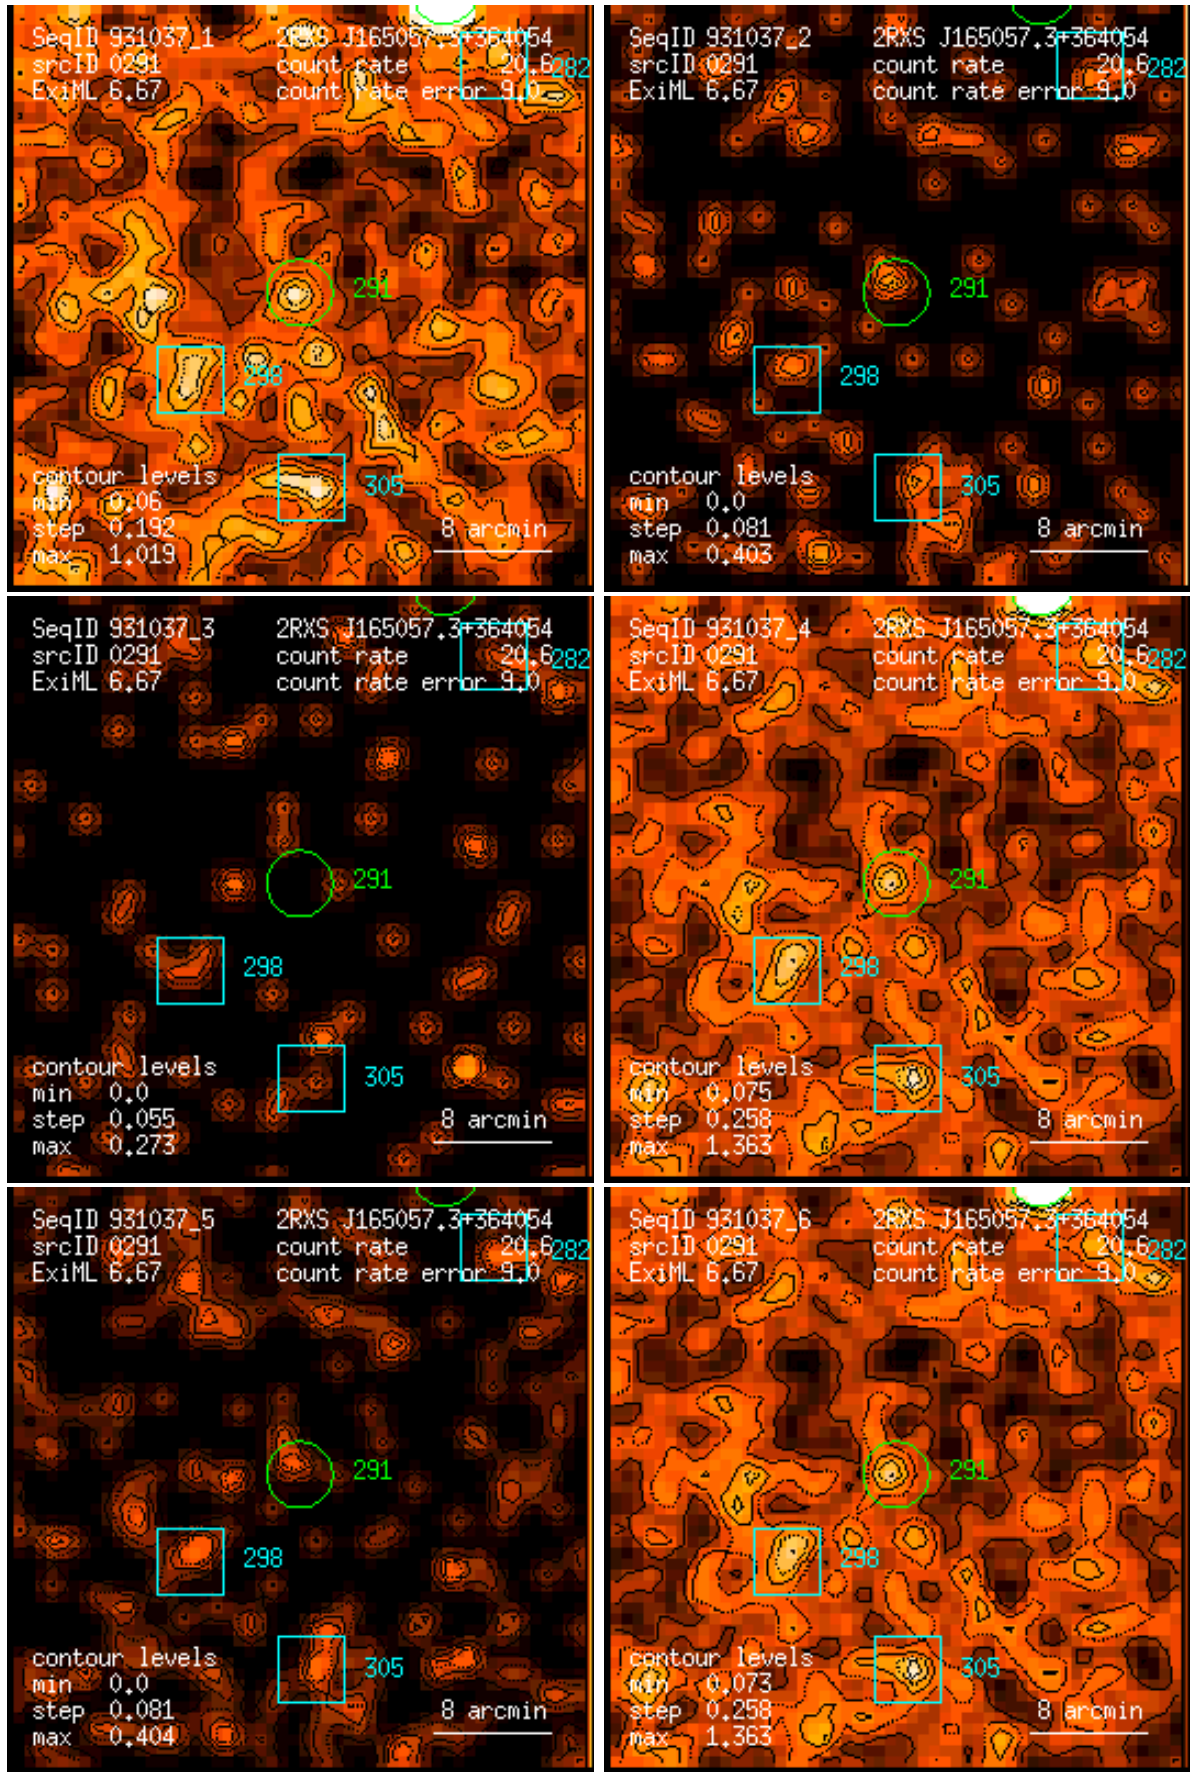 SeqID 931037_1 2RXS J165057.3+364054
srcID 0291 count rate 20.6 282
ExiML 6.67 count rate error 9.0
291
298
305
contour levels
min 0.06
step 0.192 8 arcmin
max 1.019
SeqID 931037_2 2RXS J165057.3+364054
srcID 0291 count rate 20.6 282
ExiML 6.67 count rate error 9.0
291
298
305
contour levels
min 0.0
step 0.081 8 arcmin
max 0.403
SeqID 931037_3 2RXS J165057.3+364054
srcID 0291 count rate 20.6 282
ExiML 6.67 count rate error 9.0
291
298
305
contour levels
min 0.0
step 0.055 8 arcmin
max 0.273
SeqID 931037_4 2RXS J165057.3+364054
srcID 0291 count rate 20.6 282
ExiML 6.67 count rate error 9.0
291
298
305
contour levels
min 0.075
step 0.258 8 arcmin
max 1.363
SeqID 931037_5 2RXS J165057.3+364054
srcID 0291 count rate 20.6 282
ExiML 6.67 count rate error 9.0
291
298
305
contour levels
min 0.0
step 0.081 8 arcmin
max 0.404
SeqID 931037_6 2RXS J165057.3+364054
srcID 0291 count rate 20.6 282
ExiML 6.67 count rate error 9.0
291
298
305
contour levels
min 0.073
step 0.258 8 arcmin
max 1.363